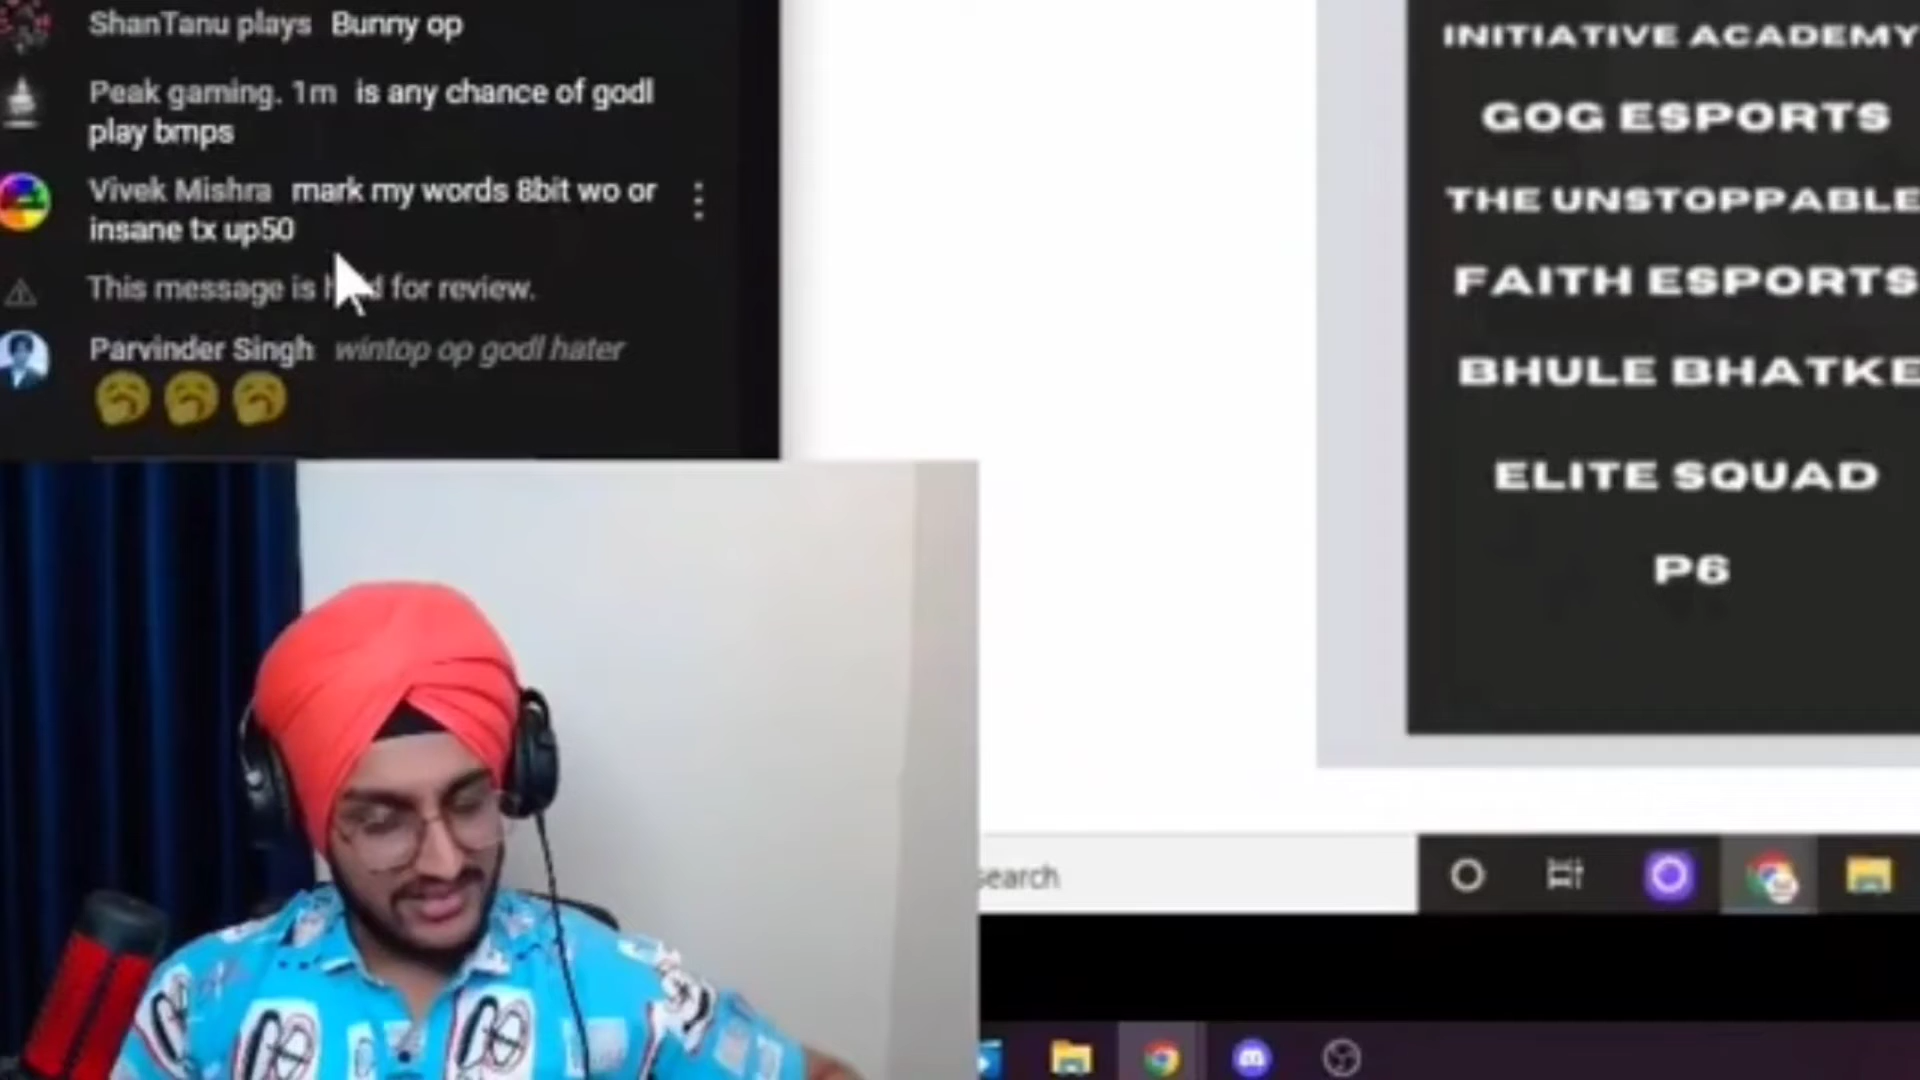 ShanTanu plays Bunny op
Peak gaming. 1m is any chance of godl
play bmps
Vivek Mishra mark my words 8bit wo or
insane tx up50
This message is held for review.
Parvinder Singh wintop op godl hater
INITIATIVE ACADEMY
GOG ESPORTS
THE UNSTOPPABLE
FAITH ESPORTS
BHULE BHATKE
ELITE SQUAD
P6
search